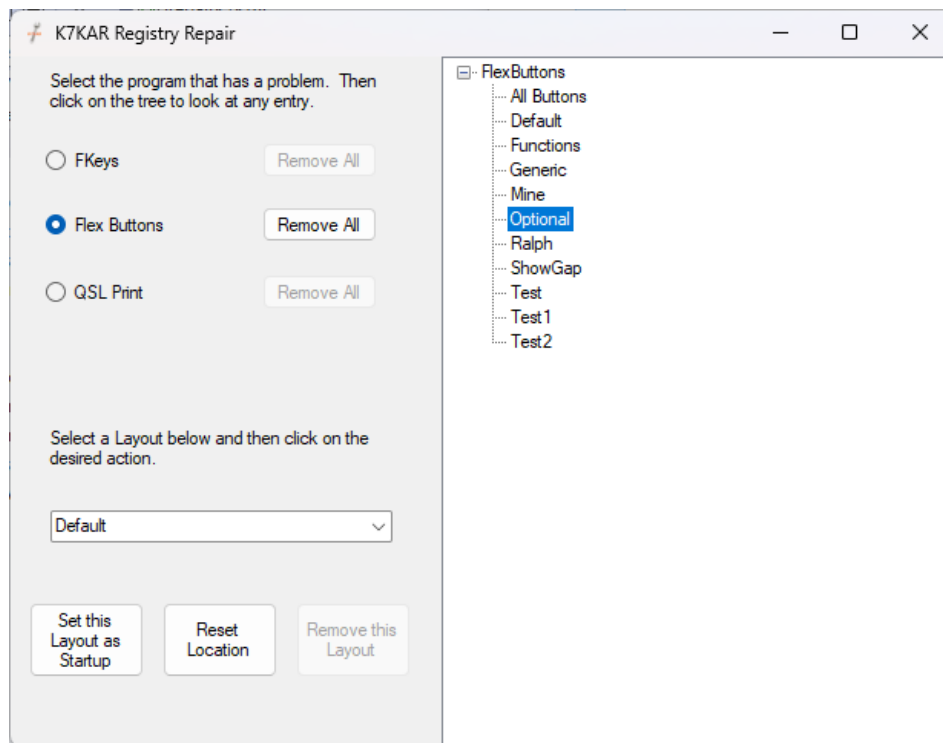 K7KAR Registry Repair
Select the program that has a problem.  Then
click on the tree to look at any entry.
FKeys
Remove All
Flex Buttons
Remove All
QSL Print
Remove All
Select a Layout below and then click on the
desired action.
Default
Set this
Layout as
Startup
Reset
Location
Remove this
Layout
FlexButtons
All Buttons
Default
Functions
Generic
Mine
Optional
Ralph
ShowGap
Test
Test1
Test2